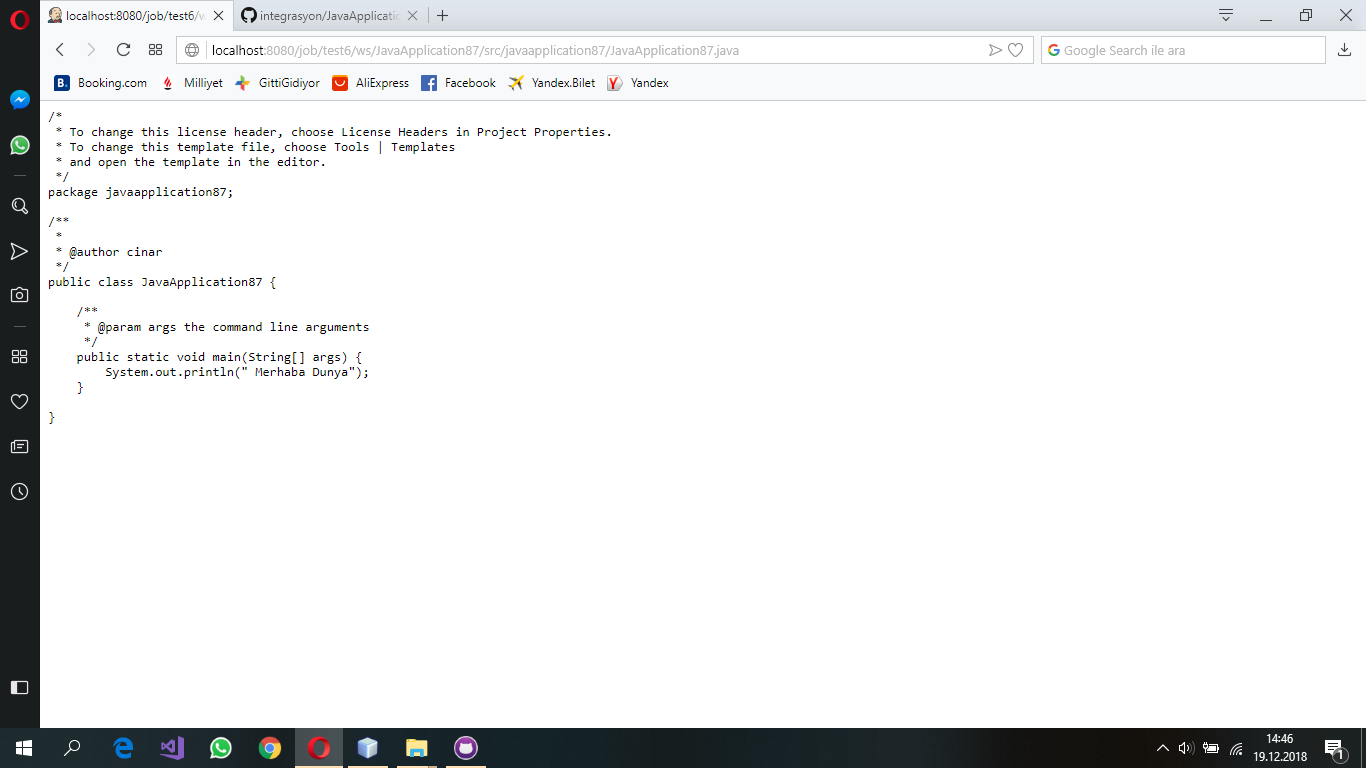 localhost:8080/job/test6/w
integrasyon/JavaApplicatio
localhost:8080/job/test6/ws/JavaApplication87/src/javaapplication87/JavaApplication87.java
Google Search ile ara
B. Booking.com Milliyet GittiGidiyor AliExpress Facebook Yandex.Bilet Yandex
/*
 * To change this license header, choose License Headers in Project Properties.
 * To change this template file, choose Tools | Templates
 * and open the template in the editor.
 */
package javaapplication87;
/**
 *
 * @author cinar
 */
public class JavaApplication87 {
    /**
     * @param args the command line arguments
     */
    public static void main(String[] args) {
        System.out.println(" Merhaba Dunya");
    }
}
14:46
19.12.2018
1